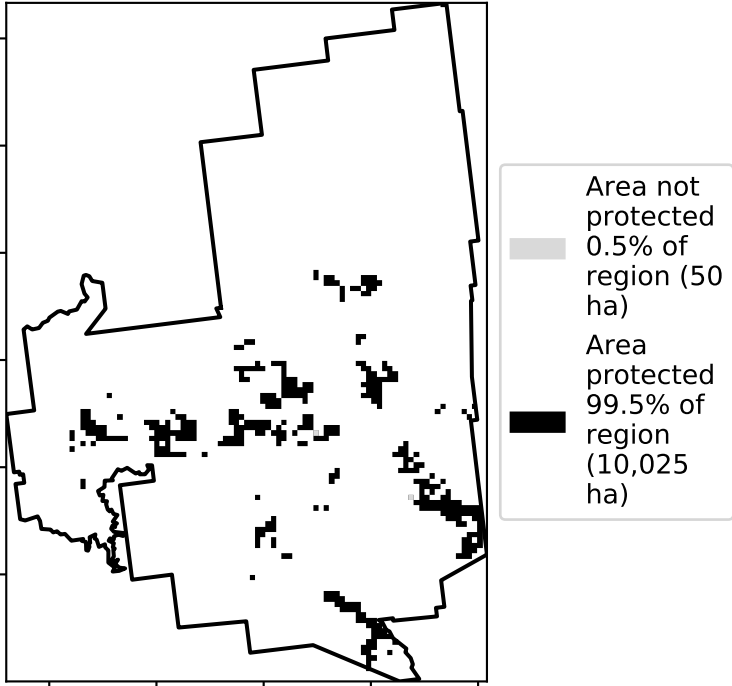 Area not
protected
0.5% of
region (50
ha)
Area
protected
99.5% of
region
(10,025
ha)